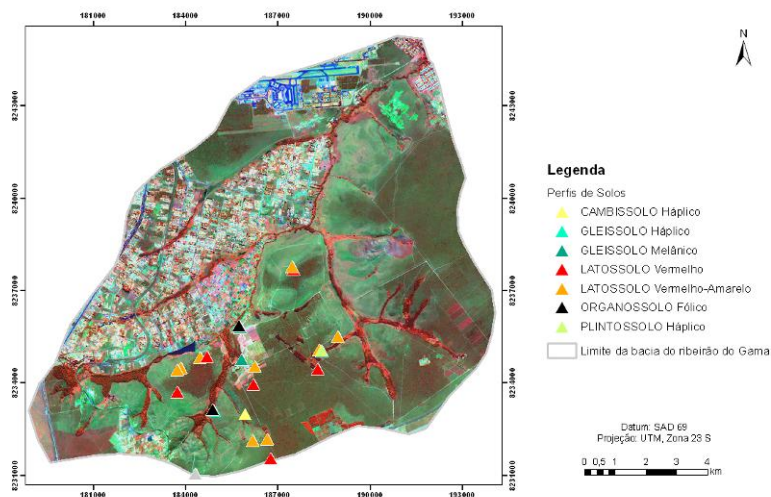 181000 184000 187000 190000 193000
N
8243000 8243000
8240000 8240000
8237000 8237000
8234000 8234000
8231000 8231000
181000 184000 187000 190000 193000
Legenda
Perfis de Solos
CAMBISSOLO Háplico
GLEISSOLO Háplico
GLEISSOLO Melânico
LATOSSOLO Vermelho
LATOSSOLO Vermelho-Amarelo
ORGANOSSOLO Fólico
PLINTOSSOLO Háplico
Limite da bacia do ribeirão do Gama
Datum: SAD 69
Projeção: UTM, Zona 23 S
0 0,5 1 2 3 4
km